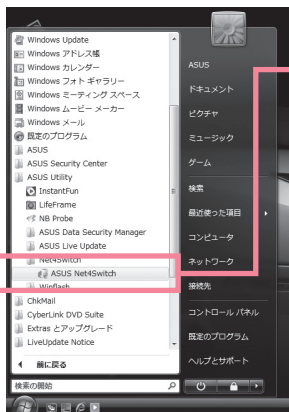 Windows Update
Windows アドレス帳
Windows カレンダー
Windows フォト ギャラリー
Windows ミーティング スペース
Windows ムービー メーカー
Windows メール
既定のプログラム
ASUS
ASUS Security Center
ASUS Utility
InstantFun
LifeFrame
NB Probe
ASUS Data Security Manager
ASUS Live Update
Net4Switch
ASUS Net4Switch
Winflash
ChkMail
CyberLink DVD Suite
Extras とアップグレード
LiveUpdate Notice
前に戻る
検索の開始
ASUS
ドキュメント
ピクチャ
ミュージック
ゲーム
検索
最近使った項目
コンピュータ
ネットワーク
接続先
コントロール パネル
既定のプログラム
ヘルプとサポート